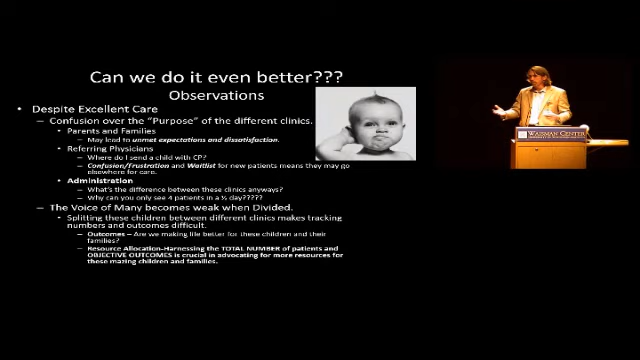 Can we do it even better???
Observations
• Despite Excellent Care
– Confusion over the "Purpose" of the different clinics.
• Parents and Families
– May lead to unmet expectations and dissatisfaction.
• Referring Physicians
– Where do I send a child with CP?
– Confusion/Frustration and Waitlist for new patients means they may go
elsewhere for care.
• Administration
– What's the difference between these clinics anyways?
– Why can you only see 4 patients in a ½ day?????
– The Voice of Many becomes weak when Divided.
• Splitting these children between different clinics makes tracking
numbers and outcomes difficult.
– Outcomes – Are we making life better for these children and their
families?
– Resource Allocation-Harnessing the TOTAL NUMBER of patients and
OBJECTIVE OUTCOMES is crucial in advocating for more resources for
these mazing children and families.
WAISMAN CENTER